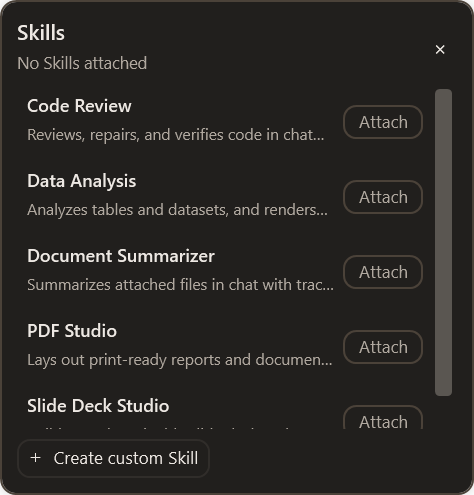 Skills
No Skills attached
×
Code Review
Reviews, repairs, and verifies code in chat...
Attach
Data Analysis
Analyzes tables and datasets, and renders...
Attach
Document Summarizer
Summarizes attached files in chat with trac...
Attach
PDF Studio
Lays out print-ready reports and documen...
Attach
Slide Deck Studio
Attach
+ Create custom Skill